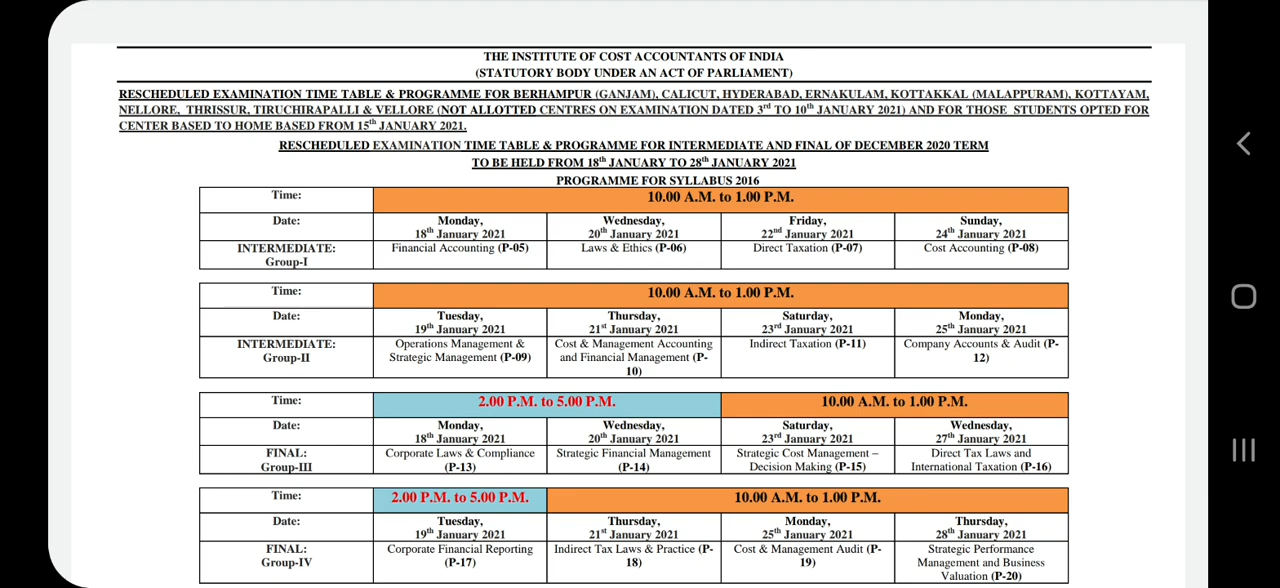 THE INSTITUTE OF COST ACCOUNTANTS OF INDIA
(STATUTORY BODY UNDER AN ACT OF PARLIAMENT)
RESCHEDULED EXAMINATION TIME TABLE & PROGRAMME FOR BERHAMPUR (GANJAM), CALICUT, HYDERABAD, ERNAKULAM, KOTTAKKAL (MALAPPURAM), KOTTAYAM,
NELLORE, THRISSUR, TIRUCHIRAPALLI & VELLORE (NOT ALLOTTED CENTRES ON EXAMINATION DATED 3rd TO 10th JANUARY 2021) AND FOR THOSE STUDENTS OPTED FOR
CENTER BASED TO HOME BASED FROM 15th JANUARY 2021.
RESCHEDULED EXAMINATION TIME TABLE & PROGRAMME FOR INTERMEDIATE AND FINAL OF DECEMBER 2020 TERM
TO BE HELD FROM 18th JANUARY TO 28th JANUARY 2021
PROGRAMME FOR SYLLABUS 2016
Time: 10.00 A.M. to 1.00 P.M.
Date: Monday, Wednesday, Friday, Sunday,
18th January 2021 20th January 2021 22nd January 2021 24th January 2021
INTERMEDIATE: Financial Accounting (P-05) Laws & Ethics (P-06) Direct Taxation (P-07) Cost Accounting (P-08)
Group-I
Time: 10.00 A.M. to 1.00 P.M.
Date: Tuesday, Thursday, Saturday, Monday,
19th January 2021 21st January 2021 23rd January 2021 25th January 2021
INTERMEDIATE: Operations Management & Cost & Management Accounting Indirect Taxation (P-11) Company Accounts & Audit (P-
Group-II Strategic Management (P-09) and Financial Management (P- 12)
10)
Time: 2.00 P.M. to 5.00 P.M. 10.00 A.M. to 1.00 P.M.
Date: Monday, Wednesday, Saturday, Wednesday,
18th January 2021 20th January 2021 23rd January 2021 27th January 2021
FINAL: Corporate Laws & Compliance Strategic Financial Management Strategic Cost Management – Direct Tax Laws and
Group-III (P-13) (P-14) Decision Making (P-15) International Taxation (P-16)
Time: 2.00 P.M. to 5.00 P.M. 10.00 A.M. to 1.00 P.M.
Date: Tuesday, Thursday, Monday, Thursday,
19th January 2021 21st January 2021 25th January 2021 28th January 2021
FINAL: Corporate Financial Reporting Indirect Tax Laws & Practice (P- Cost & Management Audit (P- Strategic Performance
Group-IV (P-17) 18) 19) Management and Business
Valuation (P-20)